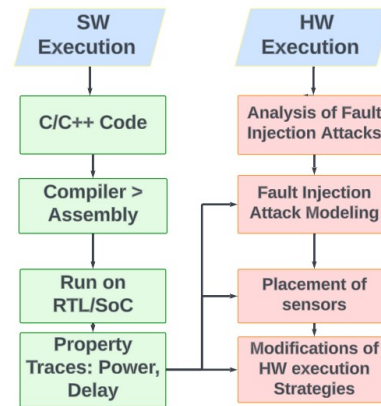 SW
Execution
C/C++ Code
Compiler >
Assembly
Run on
RTL/SoC
Property
Traces: Power,
Delay
HW
Execution
Analysis of Fault
Injection Attacks
Fault Injection
Attack Modeling
Placement of
sensors
Modifications of
HW execution
Strategies